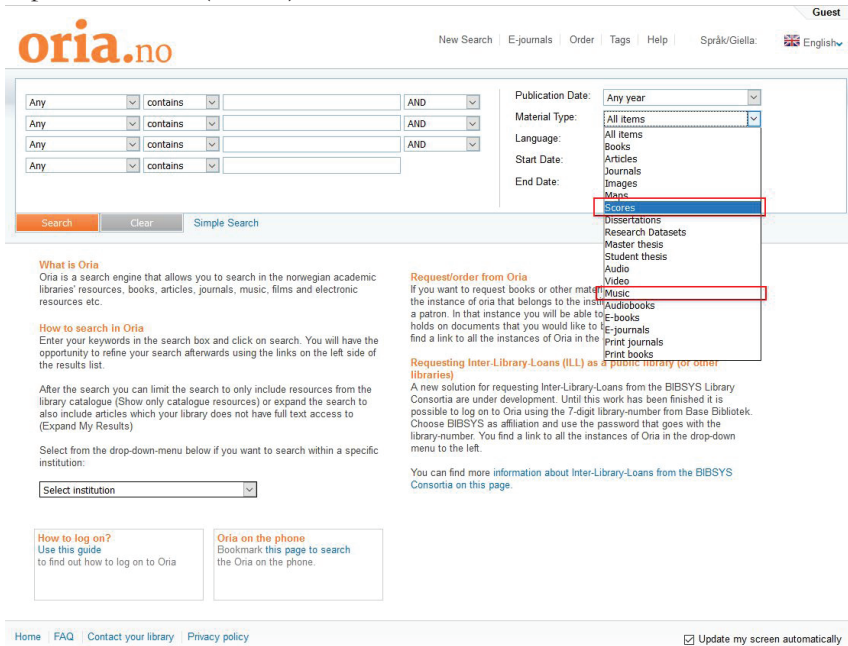 Guest
oria.no
New Search E-journals Order Tags Help Språk/Giella: English
Any contains AND
Any contains AND
Any contains AND
Any contains
Publication Date: Any year
Material Type: All items
Language:
Start Date:
End Date:
All items
Books
Articles
Journals
Images
Maps
Scores
Dissertations
Research Datasets
Master thesis
Student thesis
Audio
Video
Music
Audiobooks
E-books
E-journals
Print journals
Print books
Search Clear Simple Search
What is Oria
Oria is a search engine that allows you to search in the norwegian academic
libraries' resources, books, articles, journals, music, films and electronic
resources etc.
How to search in Oria
Enter your keywords in the search box and click on search. You will have the
opportunity to refine your search afterwards using the links on the left side of
the results list.
After the search you can limit the search to only include resources from the
library catalogue (Show only catalogue resources) or expand the search to
also include articles which your library does not have full text access to
(Expand My Results)
Select from the drop-down-menu below if you want to search within a specific
institution:
Select institution
Request/order from Oria
If you want to request books or other
the instance of oria that belongs to the
a patron. In that instance you will be able to
holds on documents that you would like to
find a link to all the instances of Oria in the
Requesting Inter-Library-Loans (ILL) as a public library (or other
libraries)
A new solution for requesting Inter-Library-Loans from the BIBSYS Library
Consortia are under development. Until this work has been finished it is
possible to log on to Oria using the 7-digit library-number from Base Bibliotek.
Choose BIBSYS as affiliation and use the password that goes with the
library-number. You find a link to all the instances of Oria in the drop-down
menu to the left.
You can find more information about Inter-Library-Loans from the BIBSYS
Consortia on this page.
How to log on?
Use this guide
to find out how to log on to Oria
Oria on the phone
Bookmark this page to search
the Oria on the phone.
Home FAQ Contact your library Privacy policy
Update my screen automatically